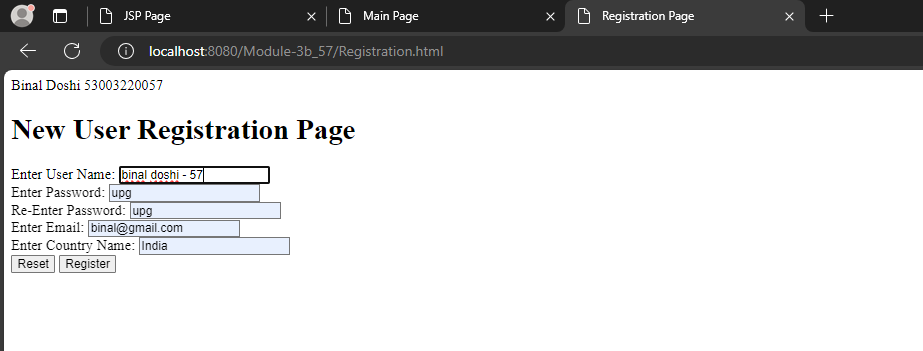 JSP Page
Main Page
Registration Page
localhost:8080/Module-3b_57/Registration.html
Binal Doshi 53003220057
New User Registration Page
Enter User Name: binal doshi - 57
Enter Password: upg
Re-Enter Password: upg
Enter Email: binal@gmail.com
Enter Country Name: India
Reset Register